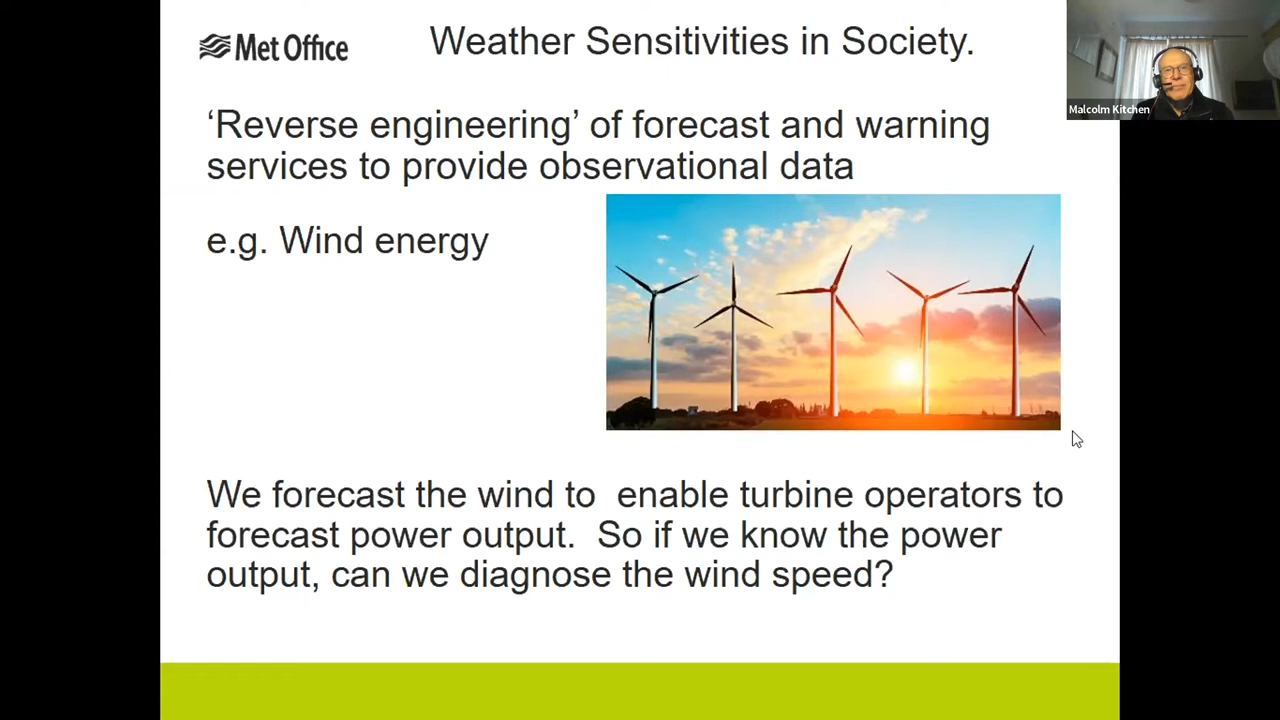 Met Office
Weather Sensitivities in Society.
Malcolm Kitchen
‘Reverse engineering’ of forecast and warning
services to provide observational data
e.g. Wind energy
We forecast the wind to  enable turbine operators to
forecast power output.  So if we know the power
output, can we diagnose the wind speed?